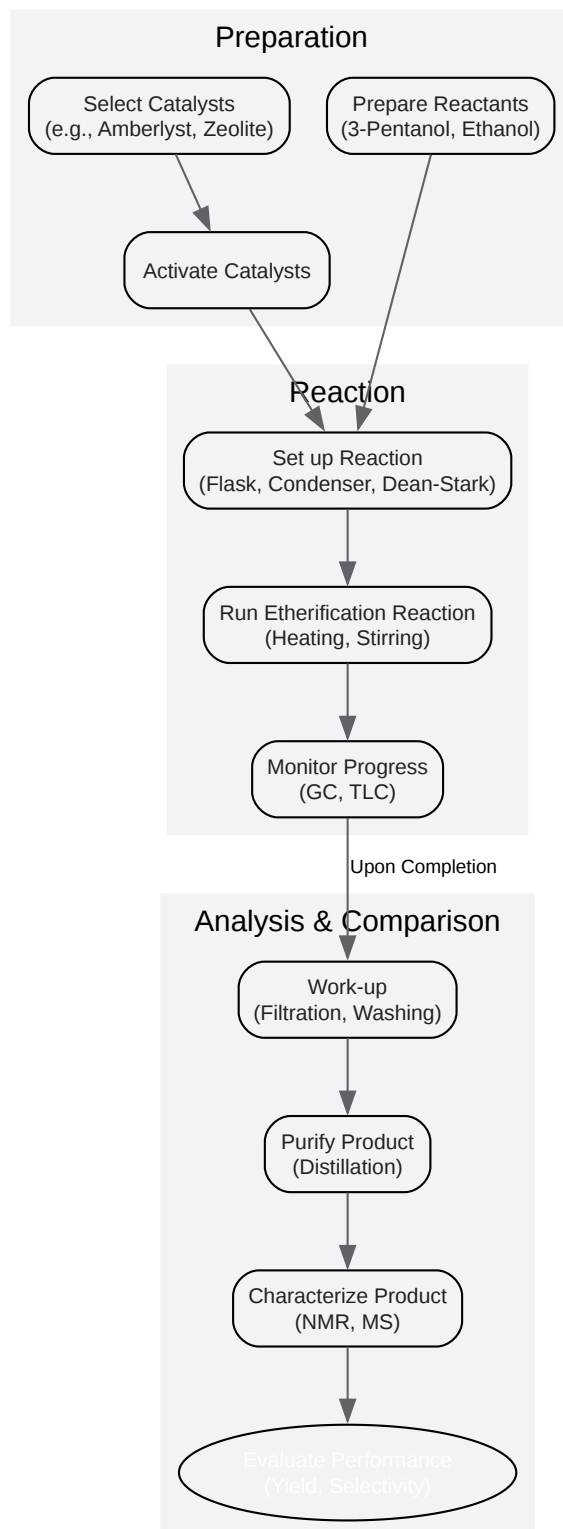 Preparation
Select Catalysts
(e.g., Amberlyst, Zeolite)
Prepare Reactants
(3-Pentanol, Ethanol)
Activate Catalysts
Reaction
Set up Reaction
(Flask, Condenser, Dean-Stark)
Run Etherification Reaction
(Heating, Stirring)
Monitor Progress
(GC, TLC)
Upon Completion
Analysis & Comparison
Work-up
(Filtration, Washing)
Purify Product
(Distillation)
Characterize Product
(NMR, MS)
Evaluate Performance
(Yield, Selectivity)